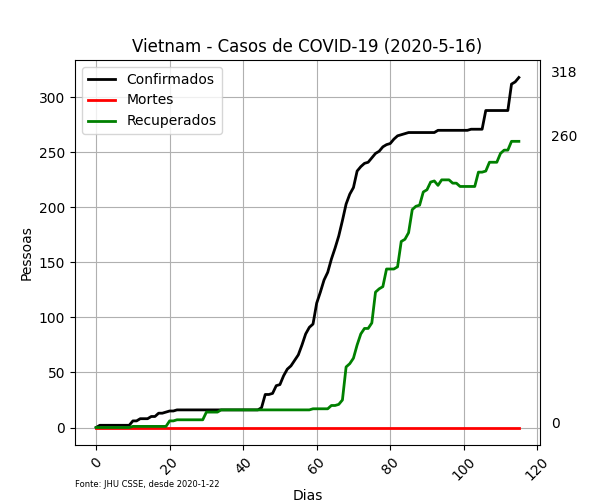 Vietnam - Casos de COVID-19 (2020-5-16)
Confirmados
Mortes
Recuperados
318
260
0
Pessoas
300
250
200
150
100
50
0
0 20 40 60 80 100 120
Fonte: JHU CSSE, desde 2020-1-22
Dias